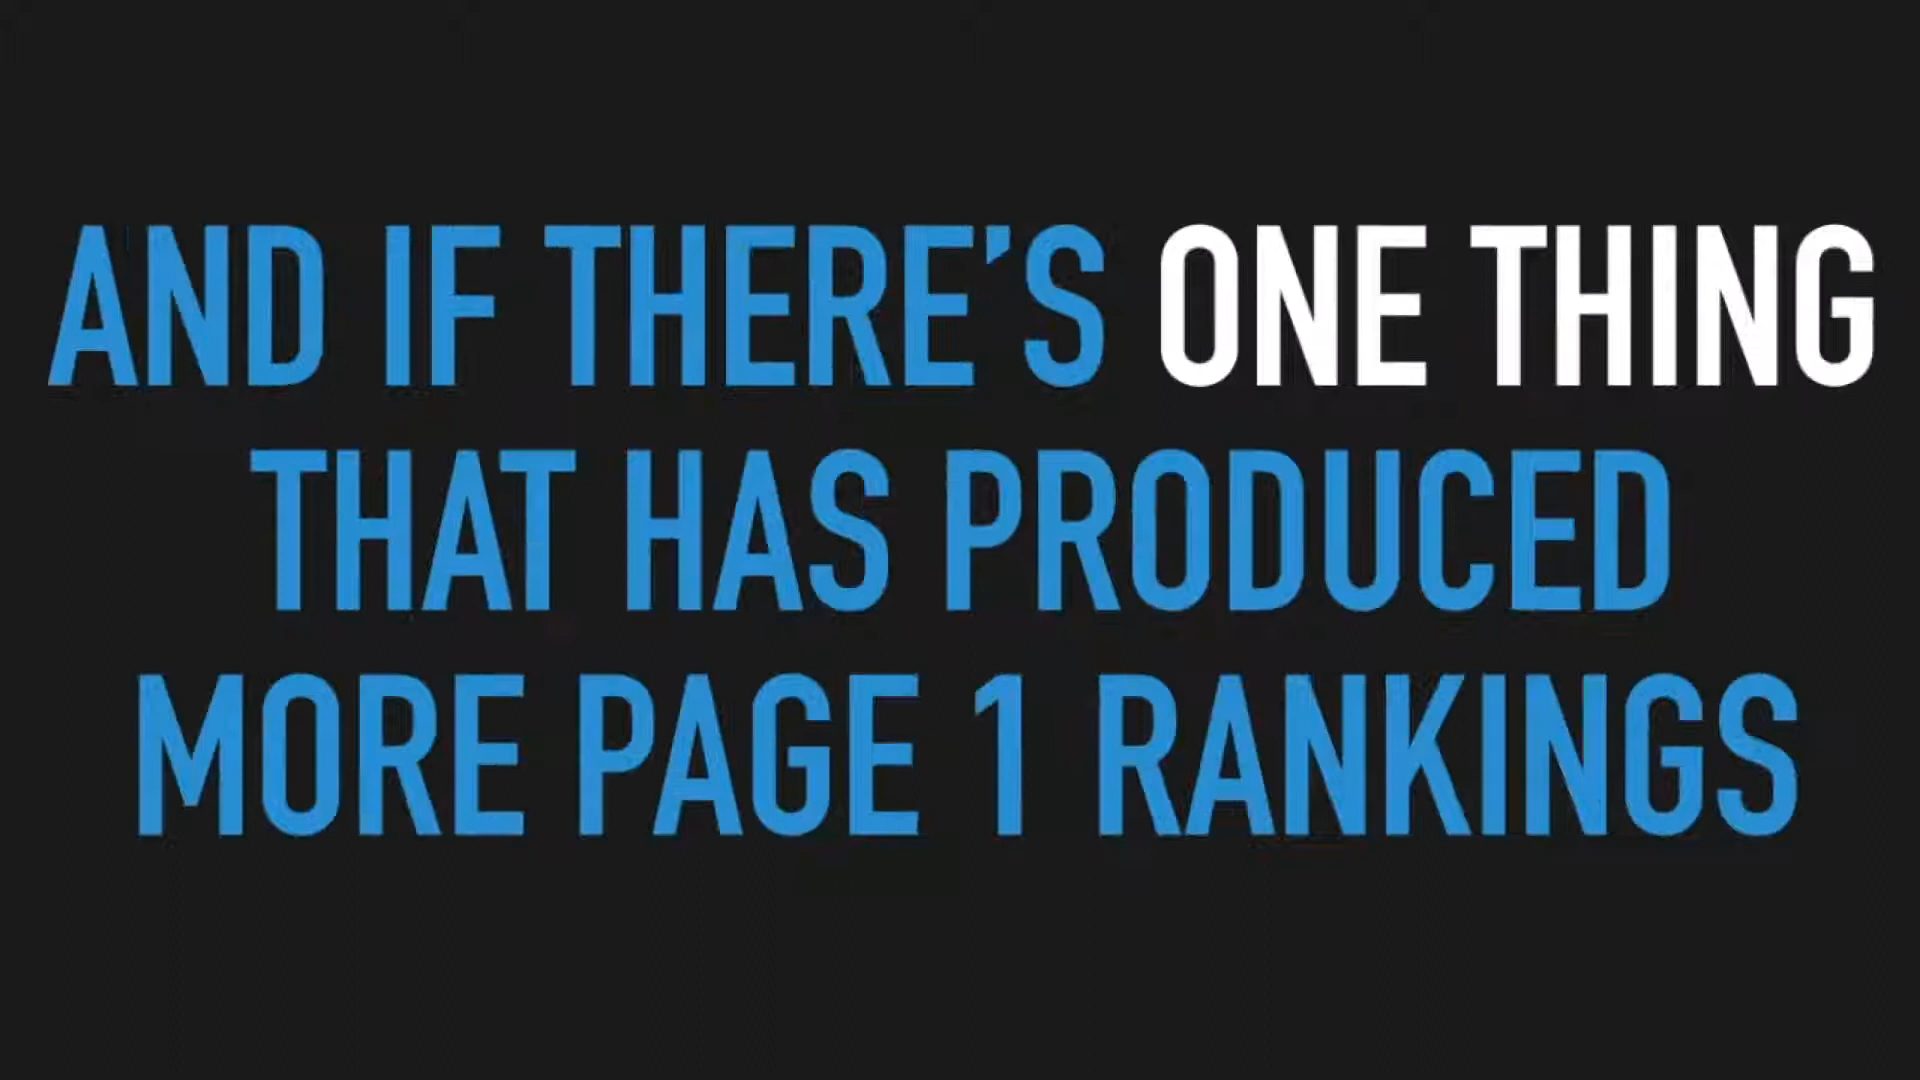 AND IF THERE’S ONE THING
THAT HAS PRODUCED
MORE PAGE 1 RANKINGS